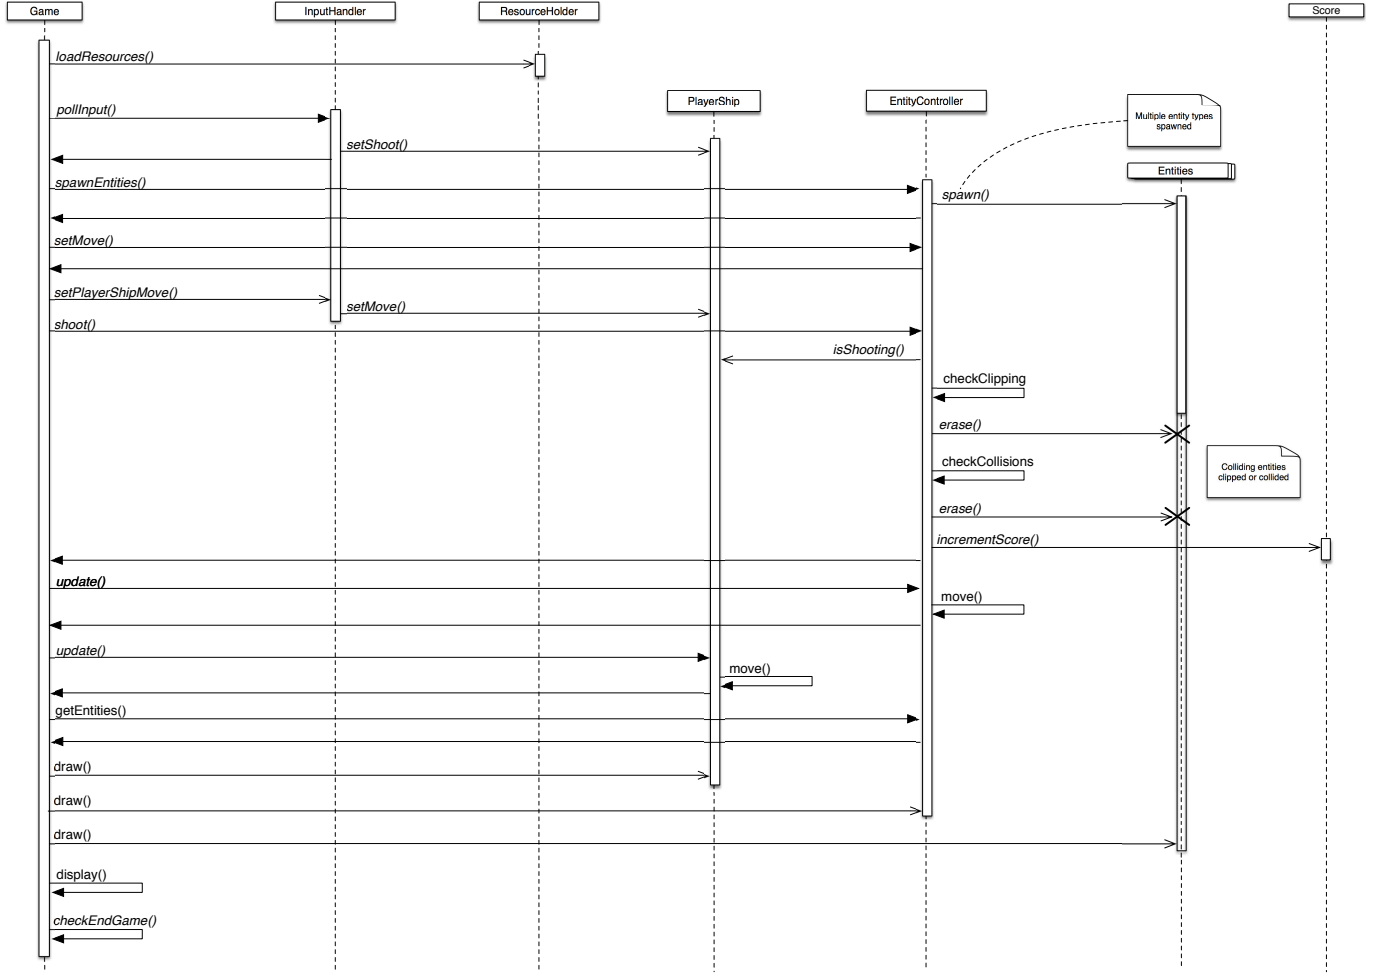 Game
InputHandler
ResourceHolder
Score
loadResources()
PlayerShip
EntityController
pollInput()
Multiple entity types
spawned
setShoot()
Entities
spawnEntities()
spawn()
setMove()
setPlayerShipMove()
setMove()
shoot()
isShooting()
checkClipping
erase()
checkCollisions
Colliding entities
clipped or collided
erase()
incrementScore()
update()
move()
update()
move()
getEntities()
draw()
draw()
draw()
display()
checkEndGame()